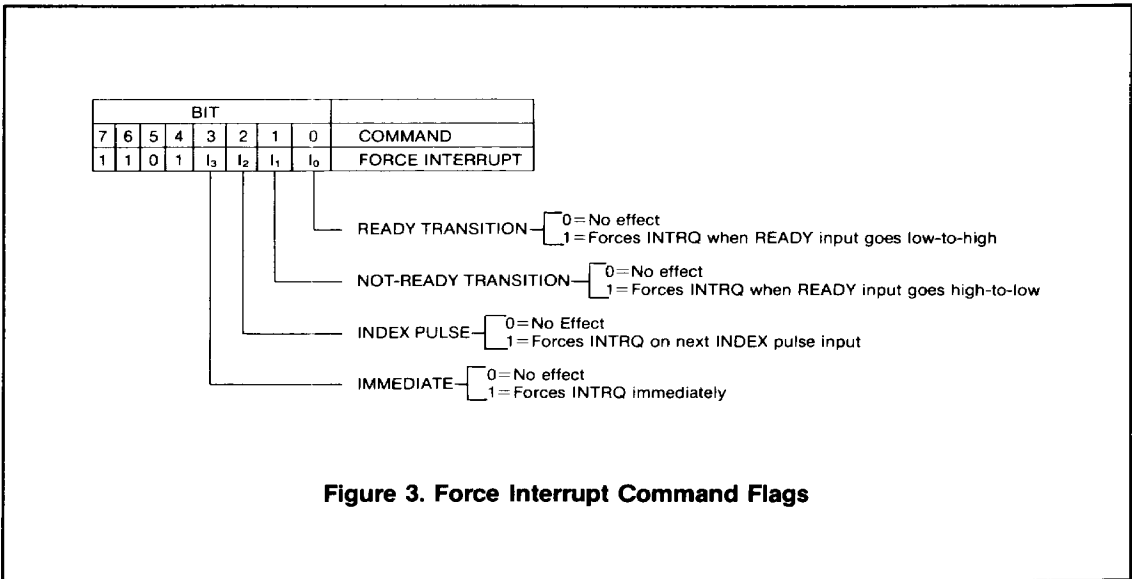 BIT
7 6 5 4 3 2 1 0 COMMAND
1 1 0 1 I₃ I₂ I₁ I₀ FORCE INTERRUPT
READY TRANSITION
0=No effect
1=Forces INTRQ when READY input goes low-to-high
NOT-READY TRANSITION
0=No effect
1=Forces INTRQ when READY input goes high-to-low
INDEX PULSE
0=No Effect
1=Forces INTRQ on next INDEX pulse input
IMMEDIATE
0=No effect
1=Forces INTRQ immediately
Figure 3. Force Interrupt Command Flags